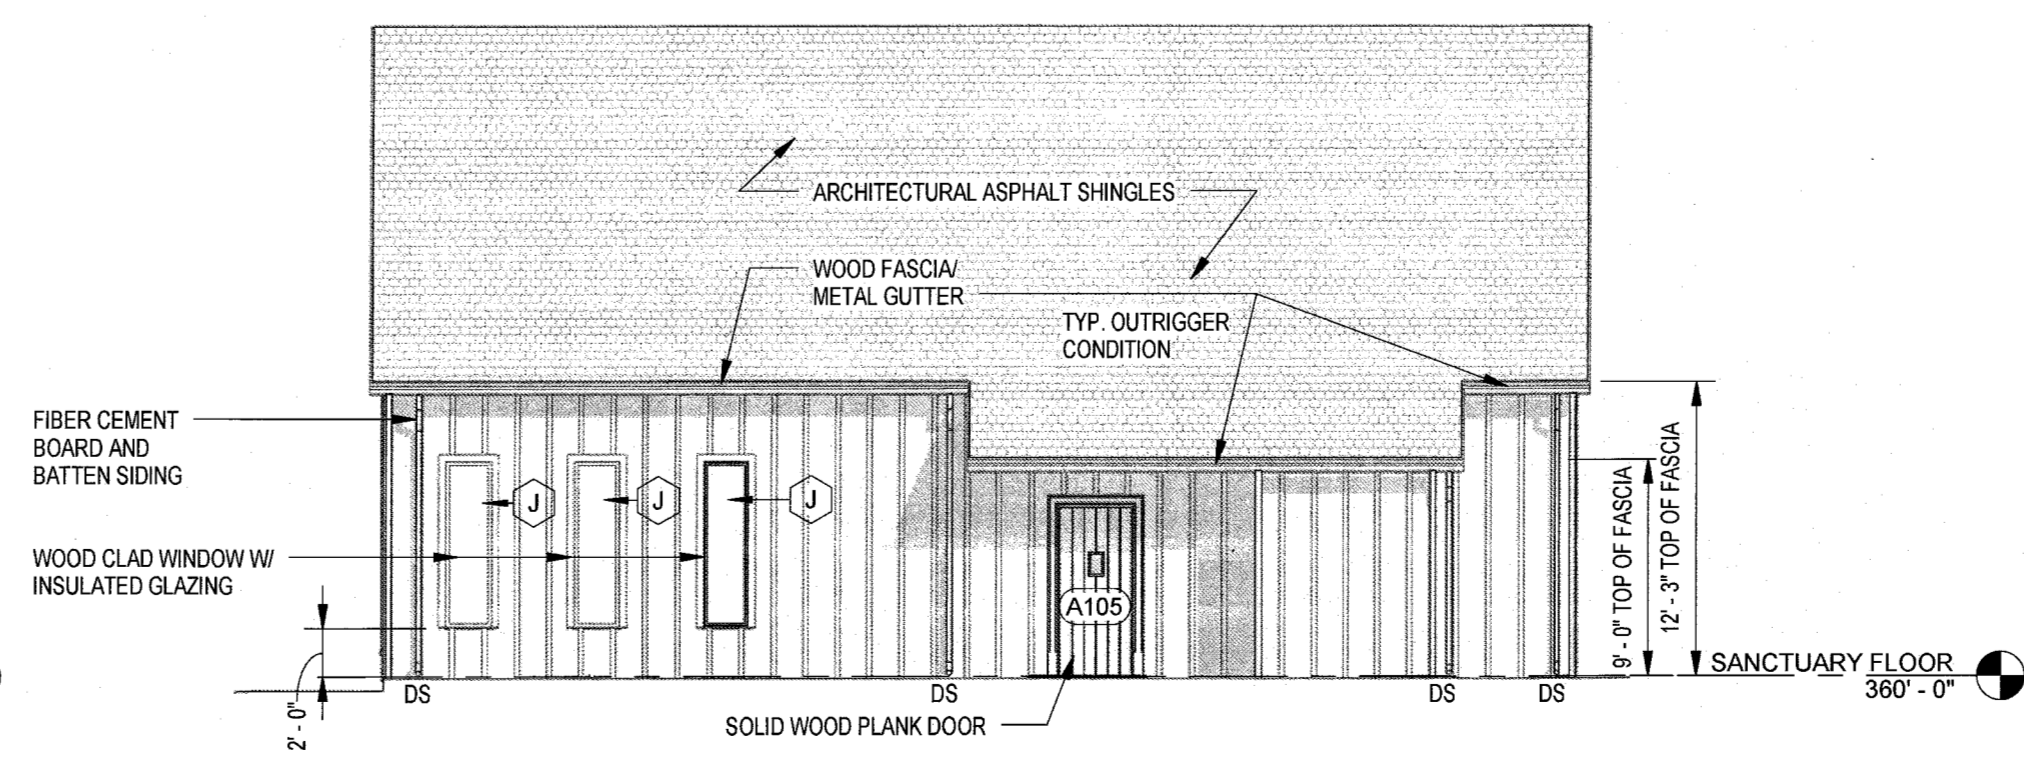 ARCHITECTURAL ASPHALT SHINGLES
WOOD FASCIA/
METAL GUTTER
TYP. OUTRIGGER
CONDITION
FIBER CEMENT
BOARD AND
BATTEN SIDING
J
J
J
WOOD CLAD WINDOW W/
INSULATED GLAZING
A105
9' - 0" TOP OF FASCIA
12' - 3" TOP OF FASCIA
SANCTUARY FLOOR
360' - 0"
2' - 0"
DS
DS
DS
DS
SOLID WOOD PLANK DOOR